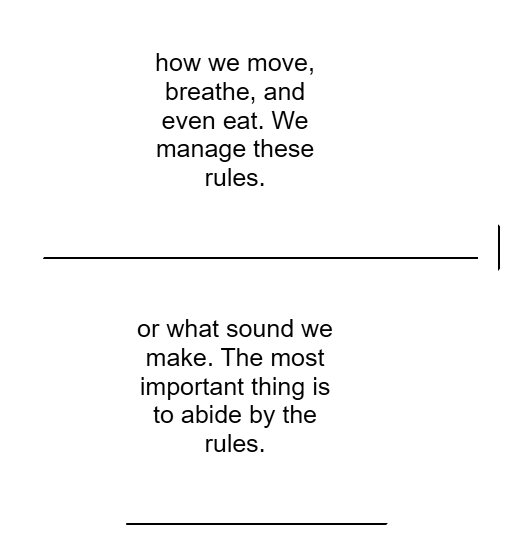 how we move,
breathe, and
even eat. We
manage these
rules.
or what sound we
make. The most
important thing is
to abide by the
rules.